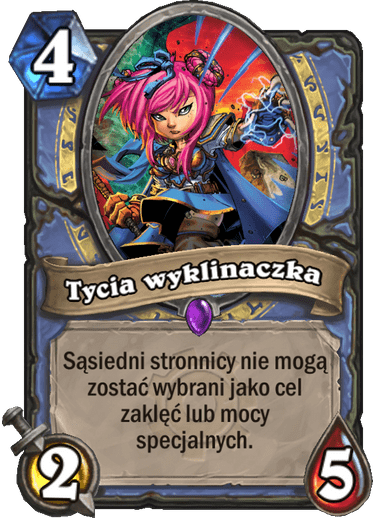 4
Tycia wyklinaczka
Sąsiedni stronnicy nie mogą
zostać wybrani jako cel
zaklęć lub mocy
specjalnych.
2
5